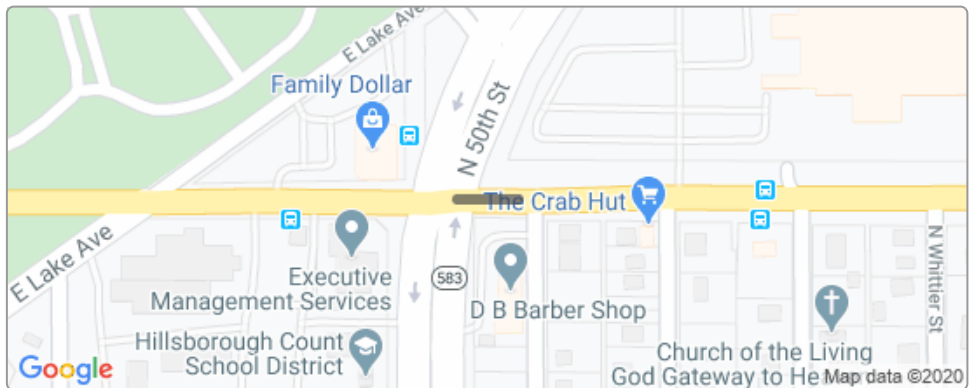 E Lake Ave
Family Dollar
N 50th St
The Crab Hut
E Lake Ave
Executive
Management Services
583
D B Barber Shop
N Whittier St
Hillsborough Count
School District
Church of the Living
God Gateway to He
Google
Map data ©2020